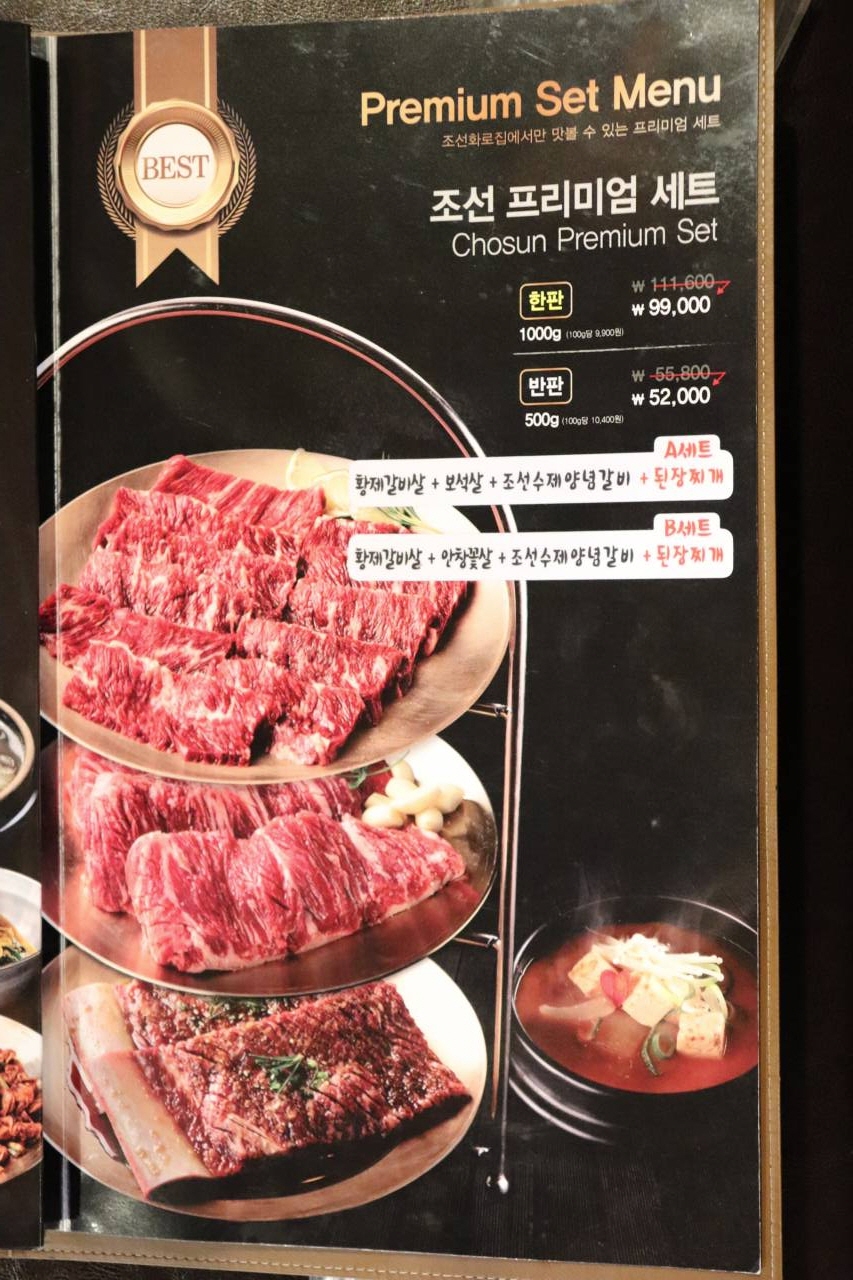 BEST
Premium Set Menu
조선화로집에서만 맛볼 수 있는 프리미엄 세트
조선 프리미엄 세트
Chosun Premium Set
한판 ₩ 111,600
₩ 99,000
1000g (100g당 9,900원)
반판 ₩ 55,800
₩ 52,000
500g (100g당 10,400원)
A세트
황제갈비살 + 보석살 + 조선수제양념갈비 + 된장찌개
B세트
황제갈비살 + 안창꽃살 + 조선수제양념갈비 + 된장찌개